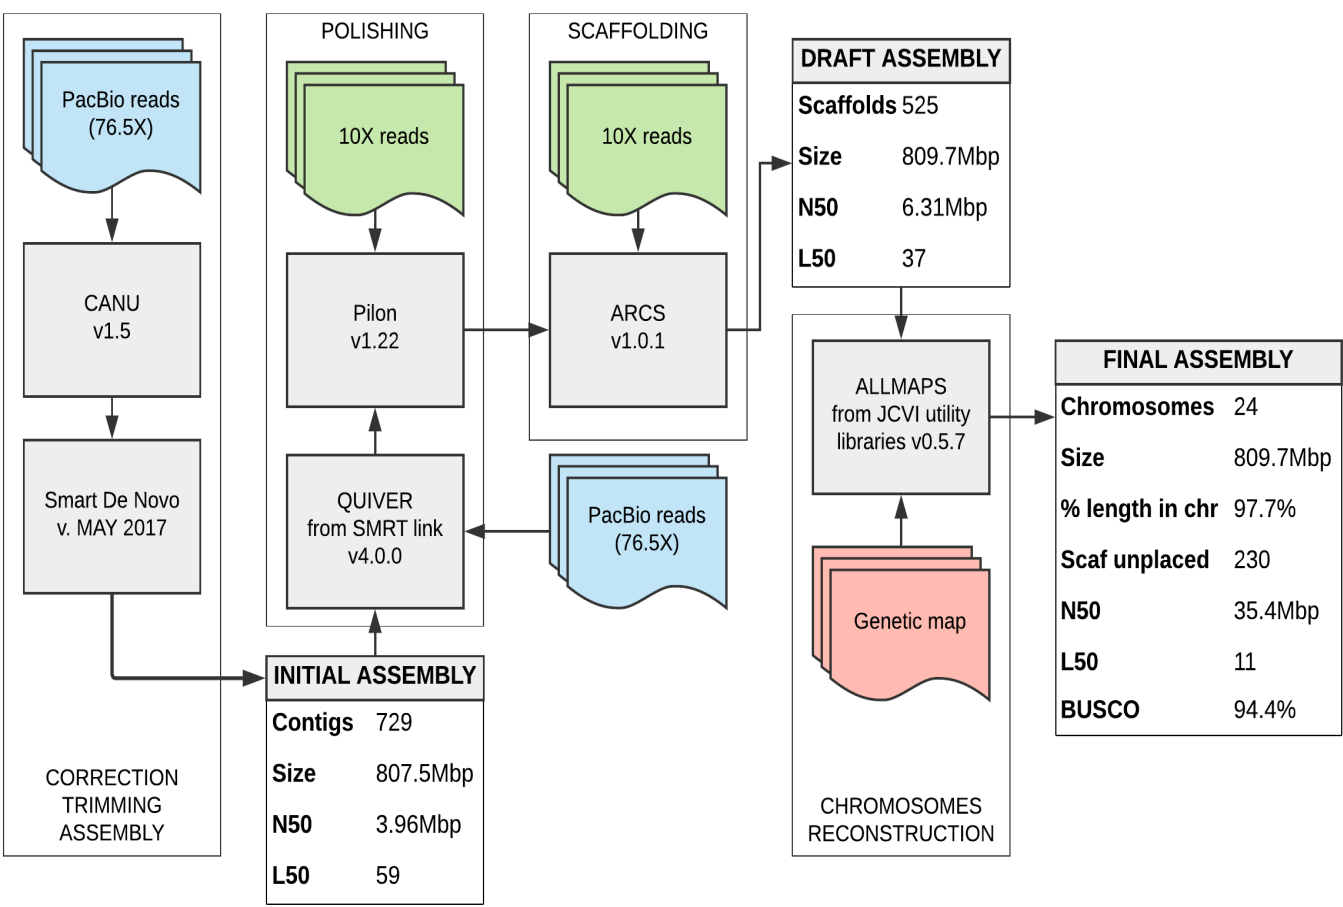 PacBio reads
(76.5X)
CANU
v1.5
Smart De Novo
v. MAY 2017
CORRECTION
TRIMMING
ASSEMBLY
POLISHING
10X reads
Pilon
v1.22
QUIVER
from SMRT link
v4.0.0
INITIAL ASSEMBLY
Contigs 729
Size 807.5Mbp
N50 3.96Mbp
L50 59
SCAFFOLDING
10X reads
ARCS
v1.0.1
PacBio reads
(76.5X)
DRAFT ASSEMBLY
Scaffolds 525
Size 809.7Mbp
N50 6.31Mbp
L50 37
ALLMAPS
from JCVI utility
libraries v0.5.7
Genetic map
CHROMOSOMES
RECONSTRUCTION
FINAL ASSEMBLY
Chromosomes 24
Size 809.7Mbp
% length in chr 97.7%
Scaf unplaced 230
N50 35.4Mbp
L50 11
BUSCO 94.4%